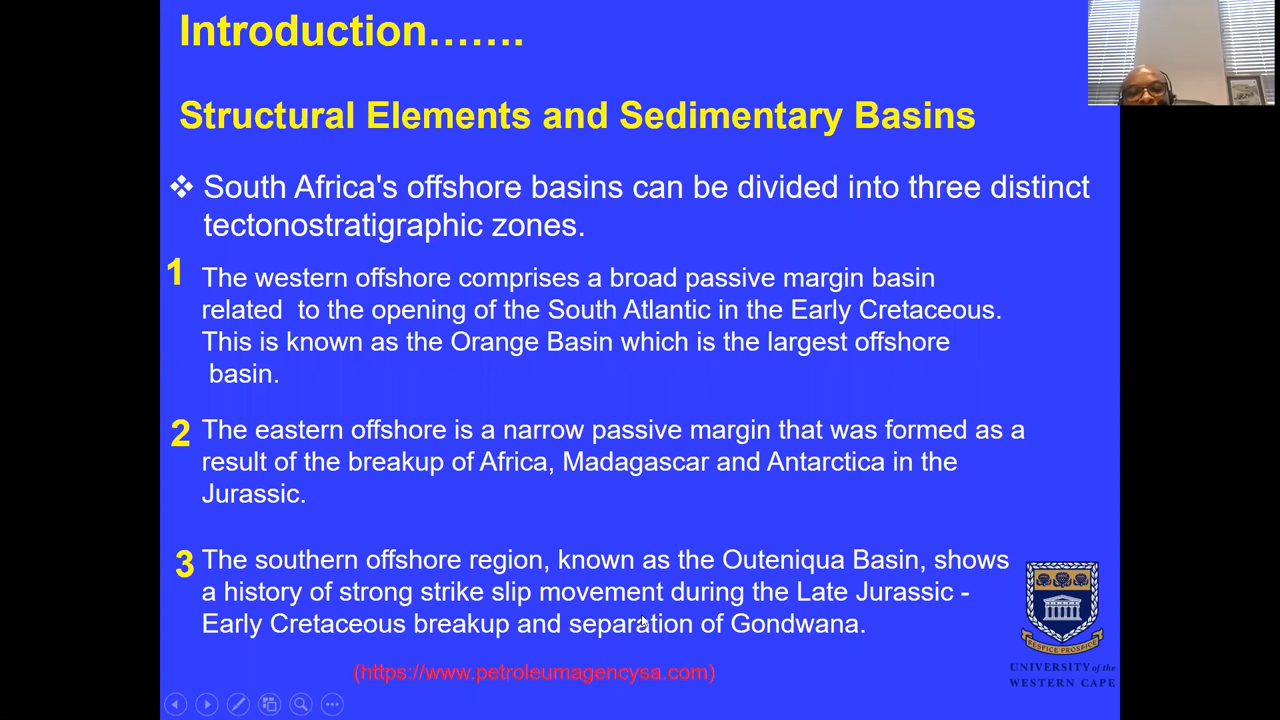 Introduction…….
Structural Elements and Sedimentary Basins
❖ South Africa's offshore basins can be divided into three distinct
tectonostratigraphic zones.
1 The western offshore comprises a broad passive margin basin
related to the opening of the South Atlantic in the Early Cretaceous.
This is known as the Orange Basin which is the largest offshore
basin.
2 The eastern offshore is a narrow passive margin that was formed as a
result of the breakup of Africa, Madagascar and Antarctica in the
Jurassic.
3 The southern offshore region, known as the Outeniqua Basin, shows
a history of strong strike slip movement during the Late Jurassic -
Early Cretaceous breakup and separation of Gondwana.
(https://www.petroleumagencysa.com)
RESPICE PROSPICE
UNIVERSITY of the
WESTERN CAPE